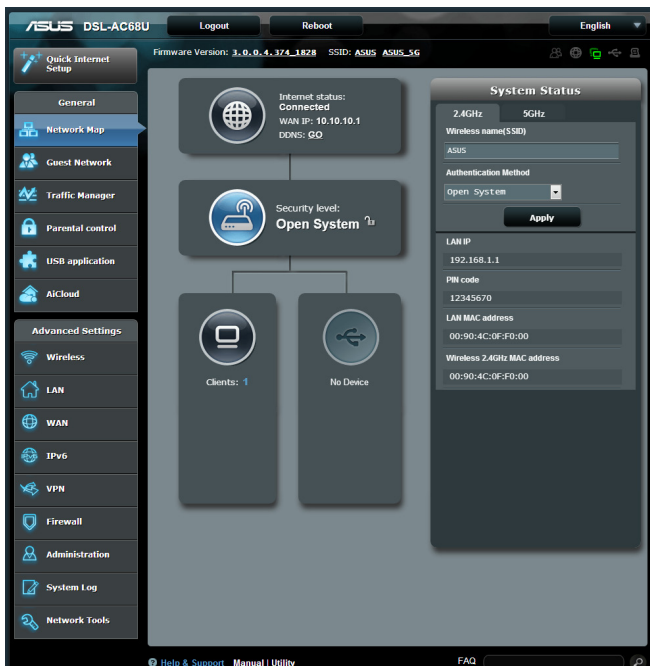 ASUS DSL-AC68U
Logout
Reboot
English
Quick Internet
Setup
Firmware Version: 3.0.0.4.374_1828 SSID: ASUS ASUS_5G
General
Network Map
Guest Network
Traffic Manager
Parental control
USB application
AiCloud
Advanced Settings
Wireless
LAN
WAN
IPv6
VPN
Firewall
Administration
System Log
Network Tools
Internet status:
Connected
WAN IP: 10.10.10.1
DDNS: GO
Security level:
Open System
Clients: 1
No Device
System Status
2.4GHz
5GHz
Wireless name(SSID)
ASUS
Authentication Method
Open System
Apply
LAN IP
192.168.1.1
PIN code
12345670
LAN MAC address
00:90:4C:0F:F0:00
Wireless 2.4GHz MAC address
00:90:4C:0F:F0:00
Help & Support Manual | Utility
FAQ